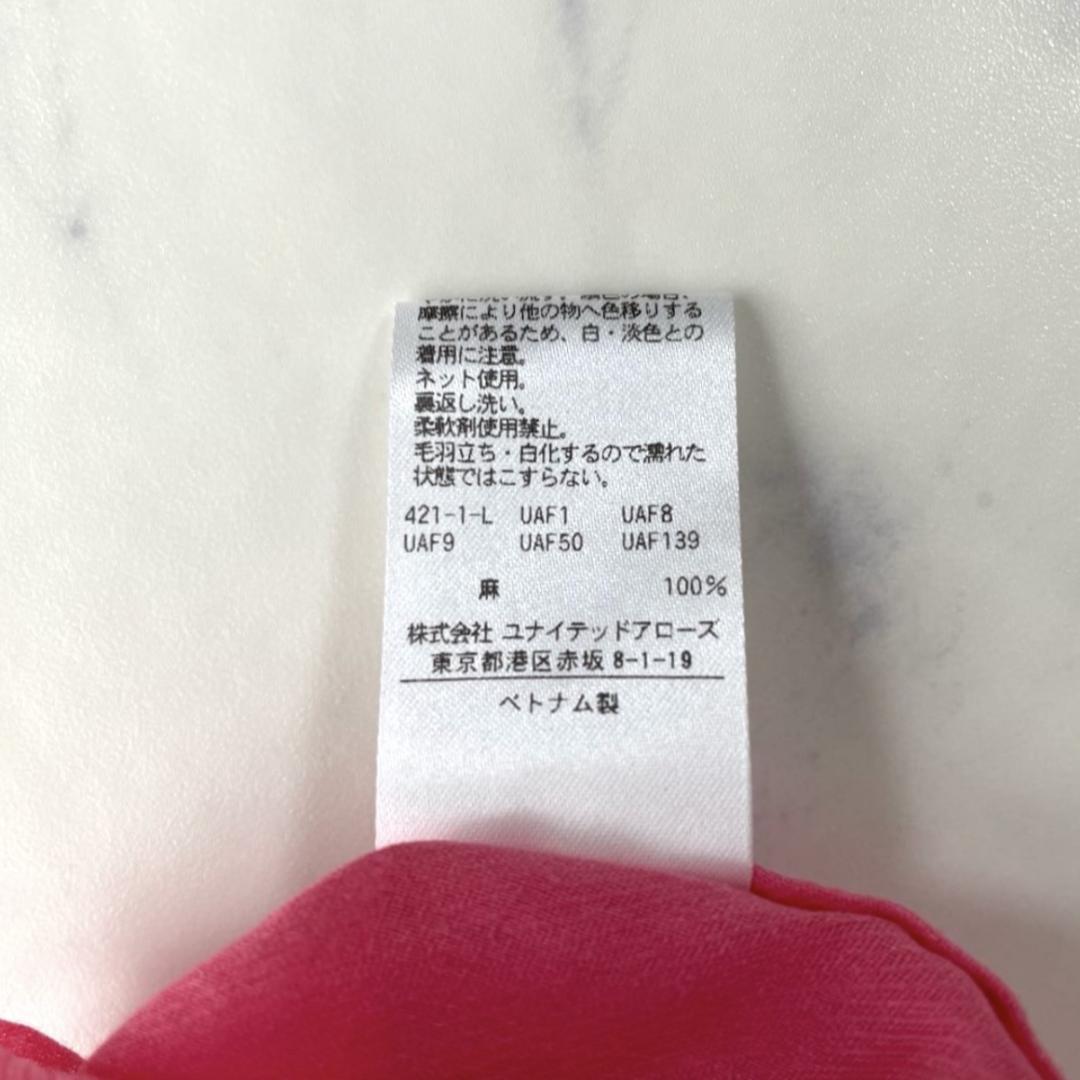 摩擦により他の物へ色移りする
ことがあるため、白・淡色との
着用に注意。
ネット使用。
裏返し洗い。
柔軟剤使用禁止。
毛羽立ち・白化するので濡れた
状態ではこすらない。
421-1-L UAF1 UAF8
UAF9 UAF50 UAF139
麻 100%
株式会社 ユナイテッドアローズ
東京都港区赤坂 8-1-19
ベトナム製